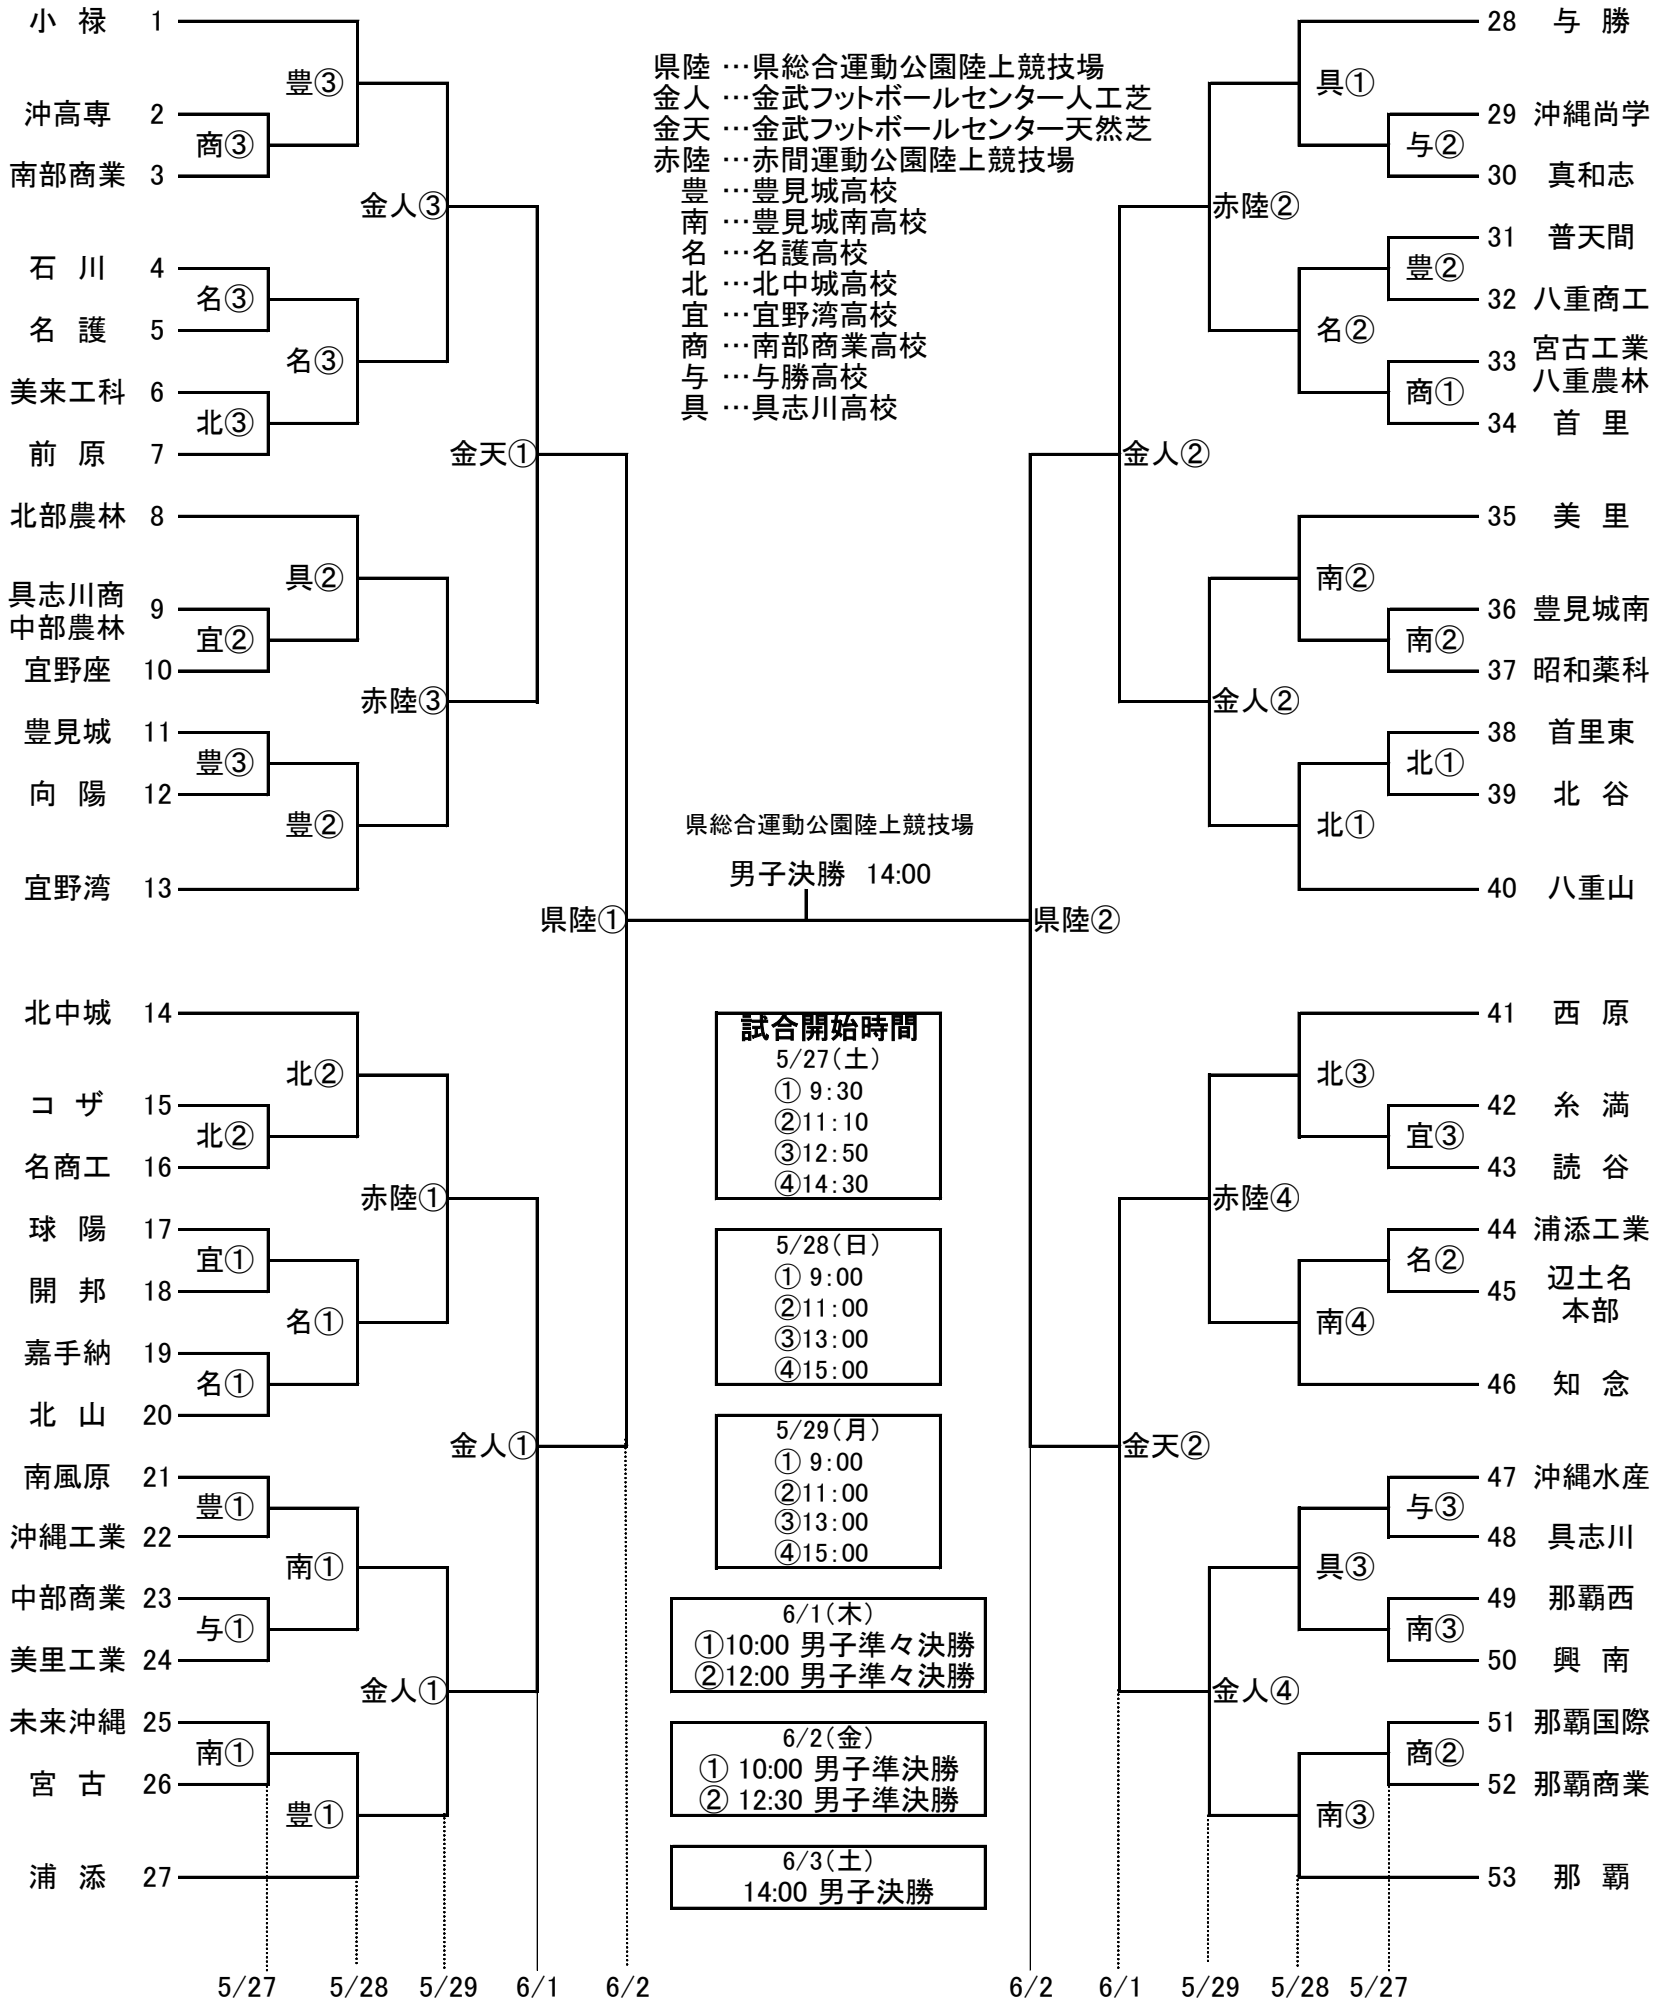 小 禄 1
豊③
沖高専 2
商③
南部商業 3
金人③
石 川 4
名③
名 護 5
名③
美来工科 6
北③
前 原 7
金天①
北部農林 8
具②
具志川商
中部農林 9
宜②
宜野座 10
赤陸③
豊見城 11
豊③
向 陽 12
豊②
宜野湾 13
県陸①
北中城 14
北②
コ ザ 15
北②
名商工 16
赤陸①
球 陽 17
宜①
開 邦 18
名①
嘉手納 19
名①
北 山 20
金人①
南風原 21
豊①
沖縄工業 22
南①
中部商業 23
与①
美里工業 24
金人①
未来沖縄 25
南①
宮 古 26
豊①
浦 添 27
5/27 5/28 5/29 6/1 6/2
県陸 …県総合運動公園陸上競技場
金人 …金武フットボールセンター人工芝
金天 …金武フットボールセンター天然芝
赤陸 …赤間運動公園陸上競技場
豊 …豊見城高校
南 …豊見城南高校
名 …名護高校
北 …北中城高校
宜 …宜野湾高校
商 …南部商業高校
与 …与勝高校
具 …具志川高校
県総合運動公園陸上競技場
男子決勝 14:00
試合開始時間
5/27(土)
① 9:30
②11:10
③12:50
④14:30
5/28(日)
① 9:00
②11:00
③13:00
④15:00
5/29(月)
① 9:00
②11:00
③13:00
④15:00
6/1(木)
①10:00 男子準々決勝
②12:00 男子準々決勝
6/2(金)
① 10:00 男子準決勝
② 12:30 男子準決勝
6/3(土)
14:00 男子決勝
28 与 勝
具①
29 沖縄尚学
与②
30 真和志
赤陸②
31 普天間
豊②
32 八重商工
名②
33 宮古工業
八重農林
商①
34 首 里
金人②
35 美 里
南②
36 豊見城南
南②
37 昭和薬科
金人②
38 首里東
北①
39 北 谷
北①
40 八重山
県陸②
41 西 原
北③
42 糸 満
宜③
43 読 谷
赤陸④
44 浦添工業
名②
45 辺土名
本部
南④
46 知 念
金天②
47 沖縄水産
与③
48 具志川
具③
49 那覇西
南③
50 興 南
金人④
51 那覇国際
商②
52 那覇商業
南③
53 那 覇
6/2 6/1 5/29 5/28 5/27